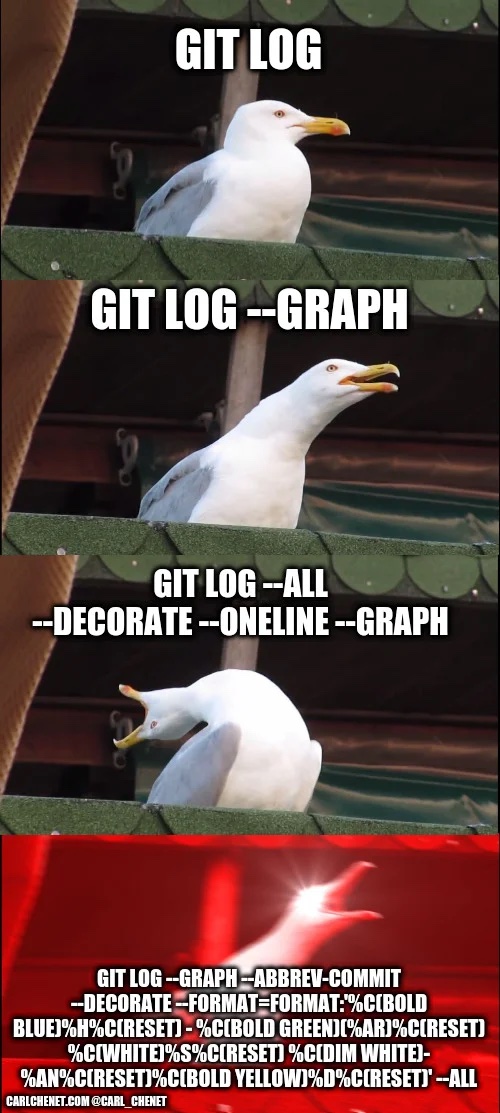 GIT LOG
GIT LOG --GRAPH
GIT LOG --ALL
--DECORATE --ONELINE --GRAPH
GIT LOG --GRAPH --ABBREV-COMMIT
--DECORATE --FORMAT=FORMAT:'%C(BOLD
BLUE)%H%C(RESET) - %C(BOLD GREEN)(%AR)%C(RESET)
%C(WHITE)%S%C(RESET) %C(DIM WHITE)-
%AN%C(RESET)%C(BOLD YELLOW)%D%C(RESET)' --ALL
CARLCHENET.COM @CARL_CHENET